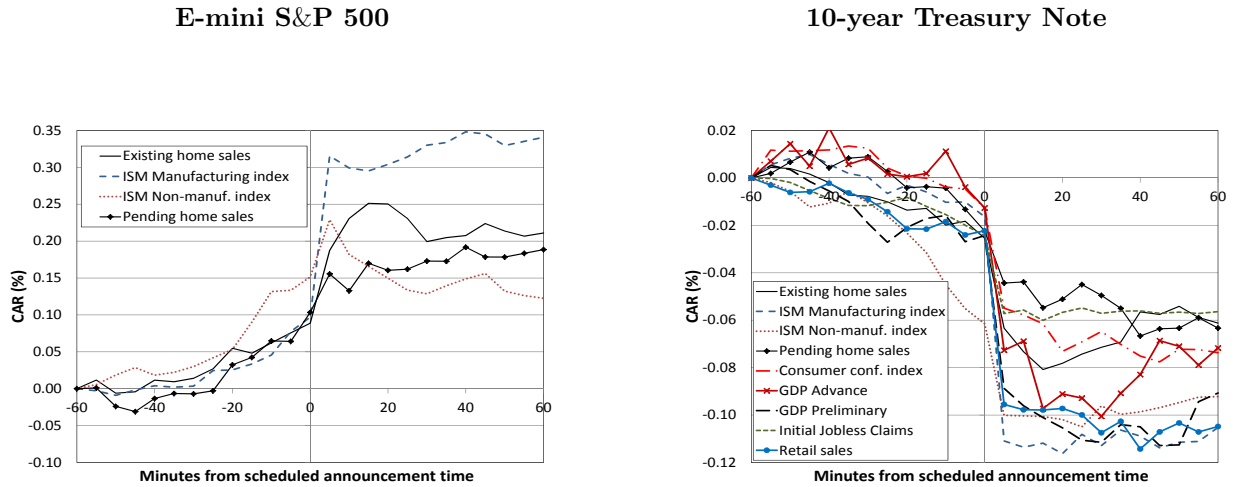 E-mini S&P 500
0.35
0.30
0.25
0.20
0.15
0.10
0.05
0.00
-0.05
-0.10
CAR (%)
Existing home sales
ISM Manufacturing index
ISM Non-manuf. index
Pending home sales
-60 -40 -20 0 20 40 60
Minutes from scheduled announcement time
10-year Treasury Note
0.02
0.00
-0.02
-0.04
-0.06
-0.08
-0.10
-0.12
CAR (%)
-60 -40 -20 0 20 40 60
Existing home sales
ISM Manufacturing index
ISM Non-manuf. index
Pending home sales
Consumer conf. index
GDP Advance
GDP Preliminary
Initial Jobless Claims
Retail sales
Minutes from scheduled announcement time